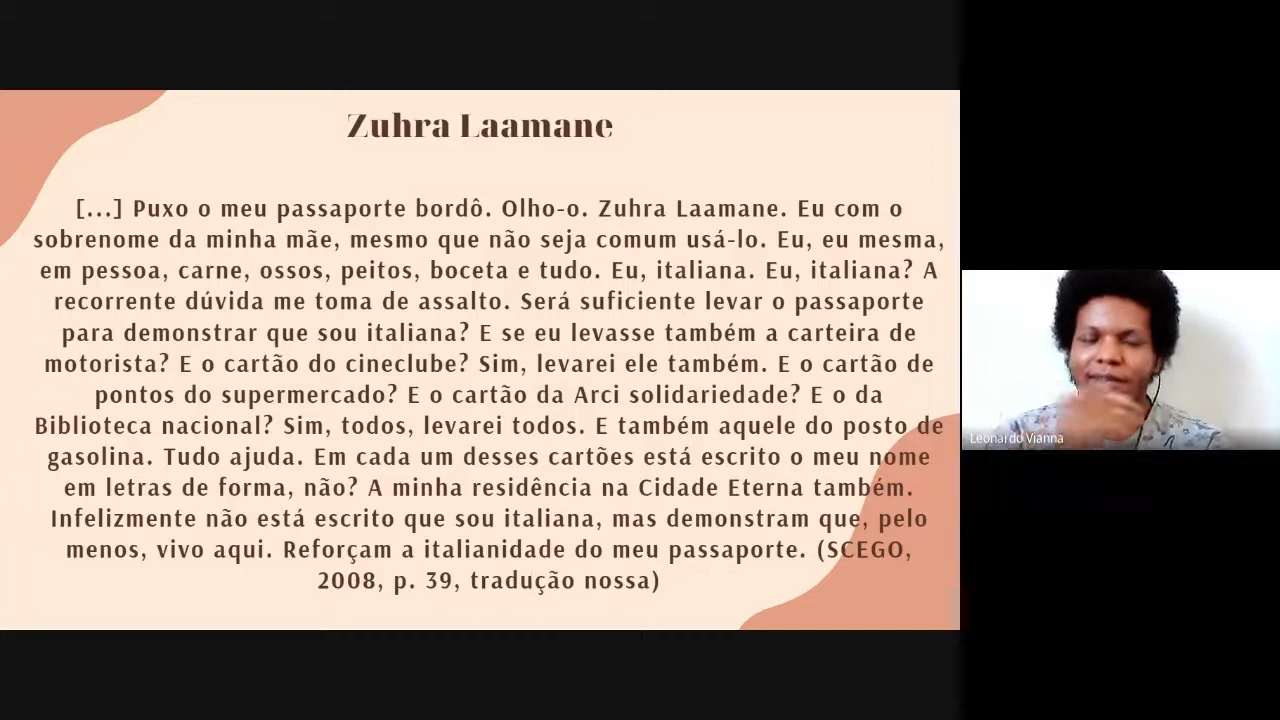 Zuhra Laamane
[...] Puxo o meu passaporte bordô. Olho-o. Zuhra Laamane. Eu com o
sobrenome da minha mãe, mesmo que não seja comum usá-lo. Eu, eu mesma,
em pessoa, carne, ossos, peitos, boceta e tudo. Eu, italiana. Eu, italiana? A
recorrente dúvida me toma de assalto. Será suficiente levar o passaporte
para demonstrar que sou italiana? E se eu levasse também a carteira de
motorista? E o cartão do cineclube? Sim, levarei ele também. E o cartão de
pontos do supermercado? E o cartão da Arci solidariedade? E o da
Biblioteca nacional? Sim, todos, levarei todos. E também aquele do posto de
gasolina. Tudo ajuda. Em cada um desses cartões está escrito o meu nome
em letras de forma, não? A minha residência na Cidade Eterna também.
Infelizmente não está escrito que sou italiana, mas demonstram que, pelo
menos, vivo aqui. Reforçam a italianidade do meu passaporte. (SCEGO,
2008, p. 39, tradução nossa)
Leonardo Vianna